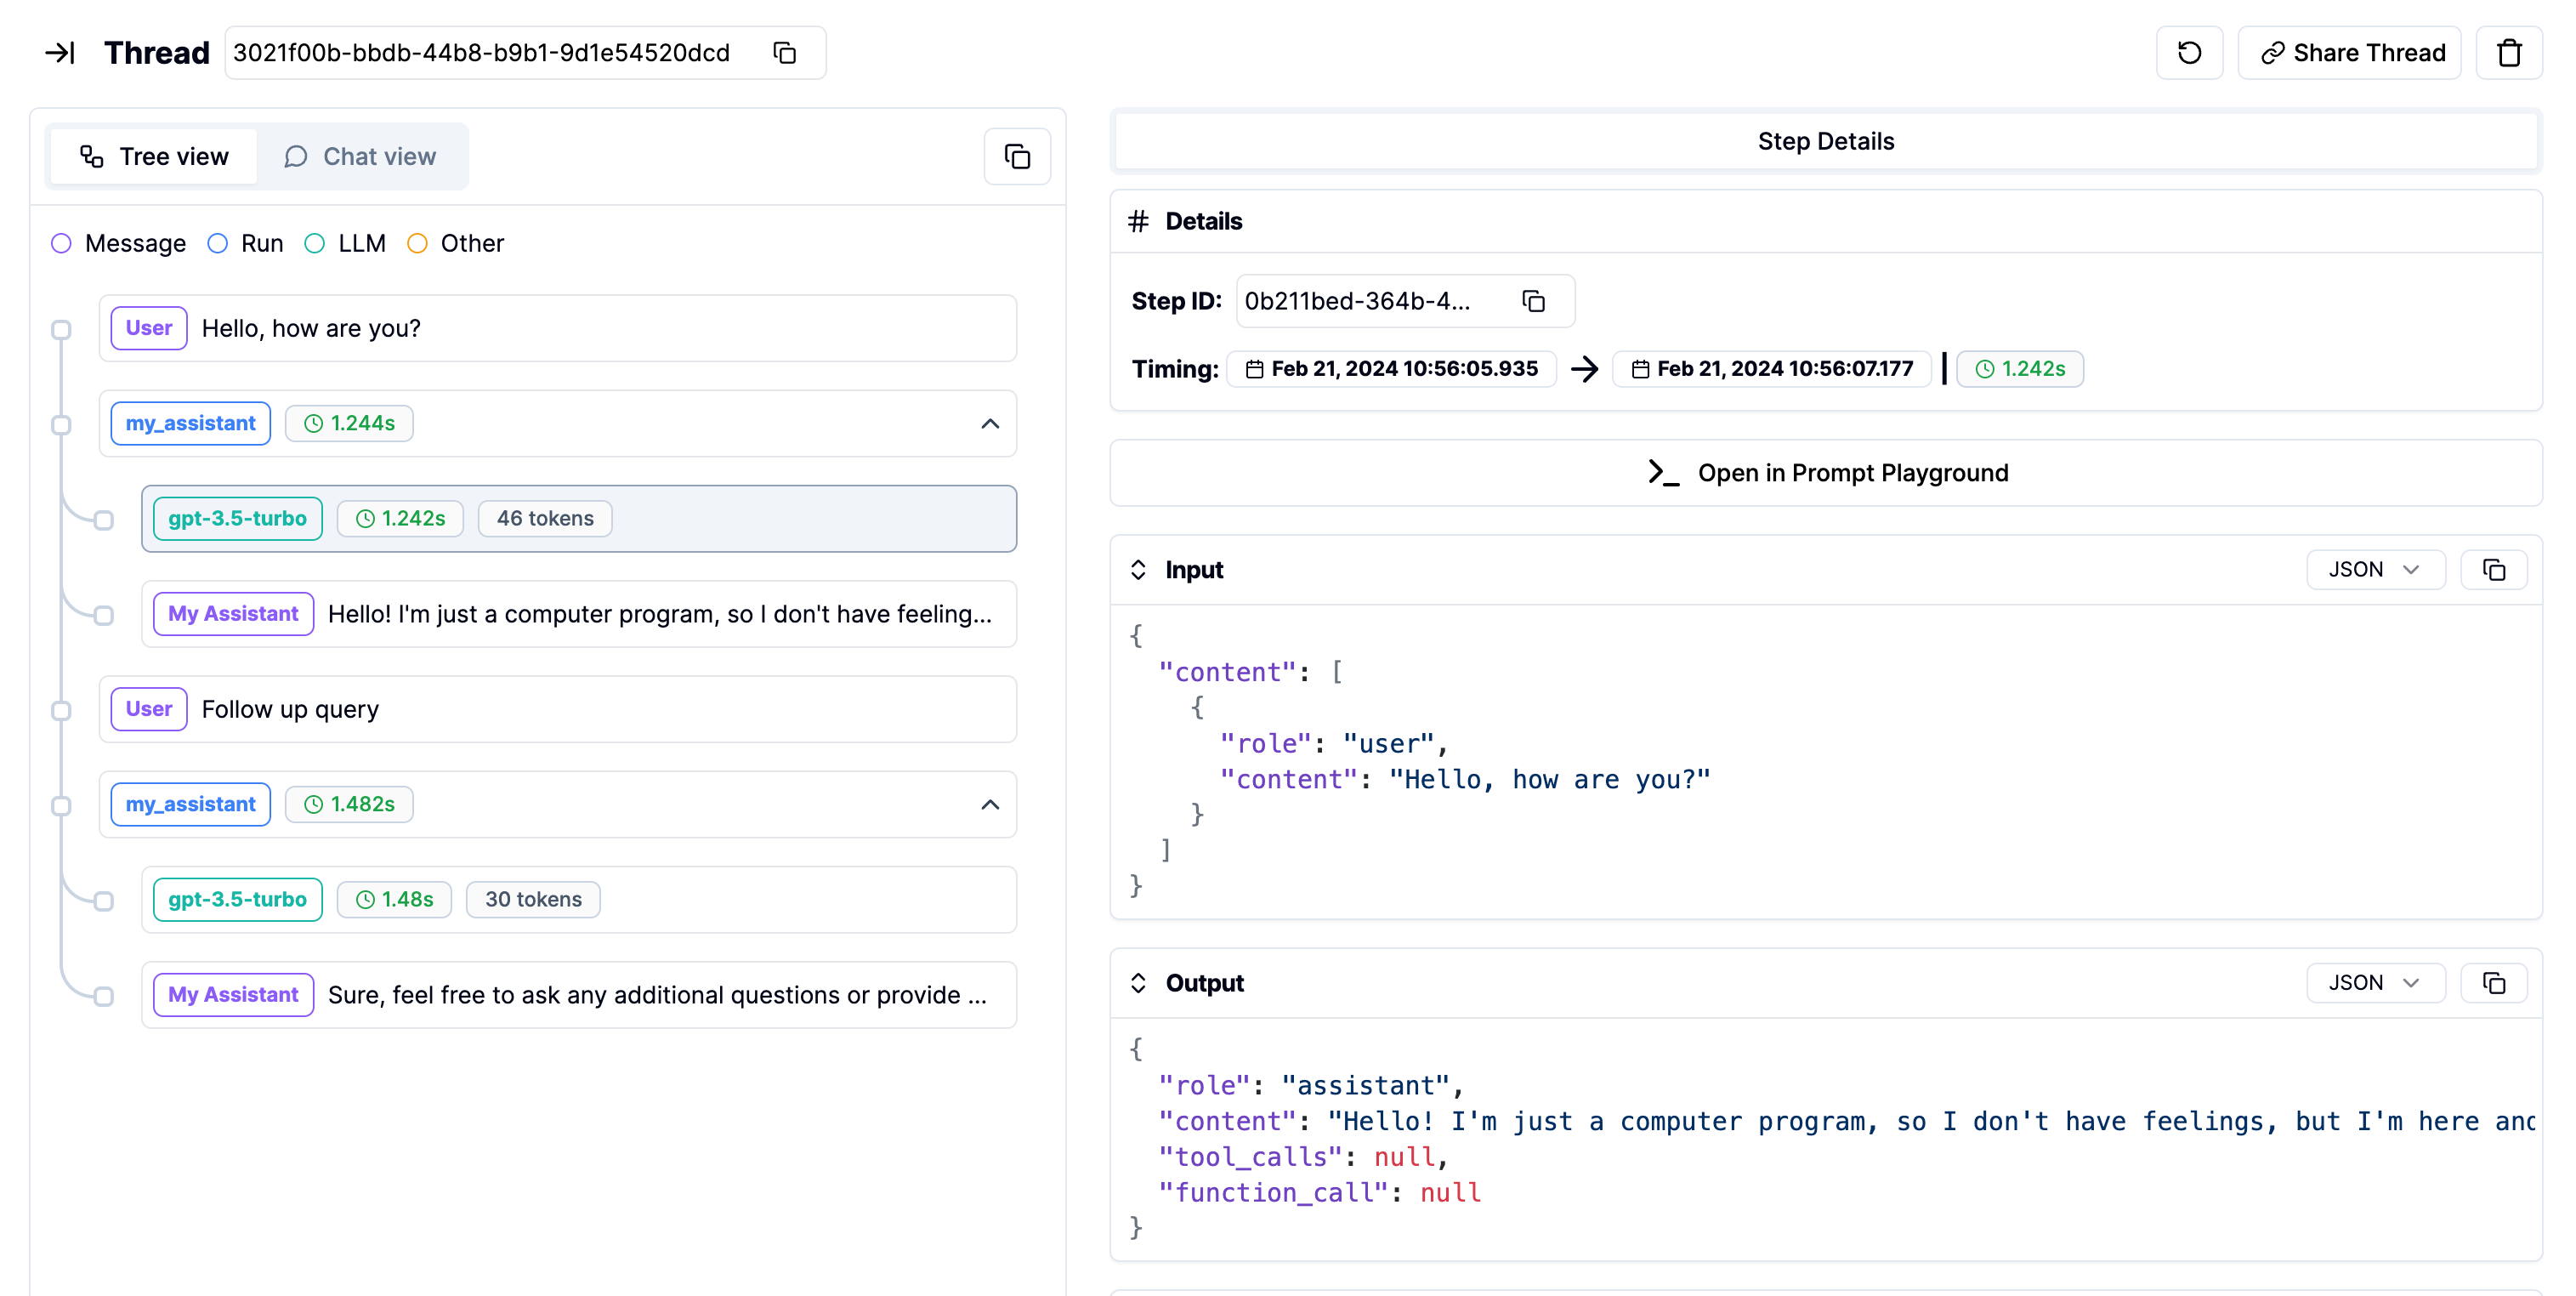 Thread 3021f00b-bbdb-44b8-b9b1-9d1e54520dcd
Share Thread
Tree view Chat view
Message Run LLM Other
User Hello, how are you?
my_assistant 1.244s
gpt-3.5-turbo 1.242s 46 tokens
My Assistant Hello! I'm just a computer program, so I don't have feeling...
User Follow up query
my_assistant 1.482s
gpt-3.5-turbo 1.48s 30 tokens
My Assistant Sure, feel free to ask any additional questions or provide ...
Step Details
# Details
Step ID: 0b211bed-364b-4...
Timing: Feb 21, 2024 10:56:05.935 → Feb 21, 2024 10:56:07.177 | 1.242s
>_ Open in Prompt Playground
Input JSON
{
"content": [
{
"role": "user",
"content": "Hello, how are you?"
}
]
}
Output JSON
{
"role": "assistant",
"content": "Hello! I'm just a computer program, so I don't have feelings, but I'm here and
"tool_calls": null,
"function_call": null
}